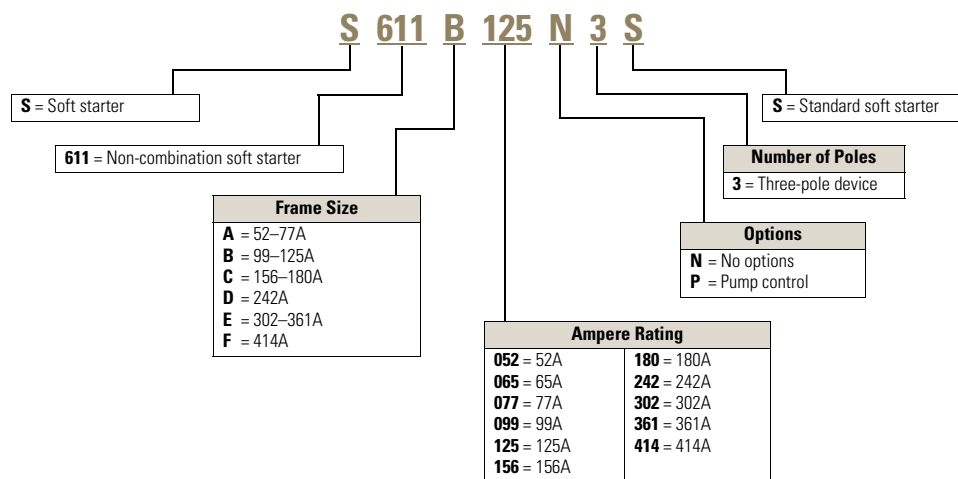 S 611 B 125 N 3 S
S = Soft starter
S = Standard soft starter
611 = Non-combination soft starter
Number of Poles
3 = Three-pole device
Frame Size
A = 52–77A
B = 99–125A
C = 156–180A
D = 242A
E = 302–361A
F = 414A
Options
N = No options
P = Pump control
Ampere Rating
052 = 52A
065 = 65A
077 = 77A
099 = 99A
125 = 125A
156 = 156A
180 = 180A
242 = 242A
302 = 302A
361 = 361A
414 = 414A